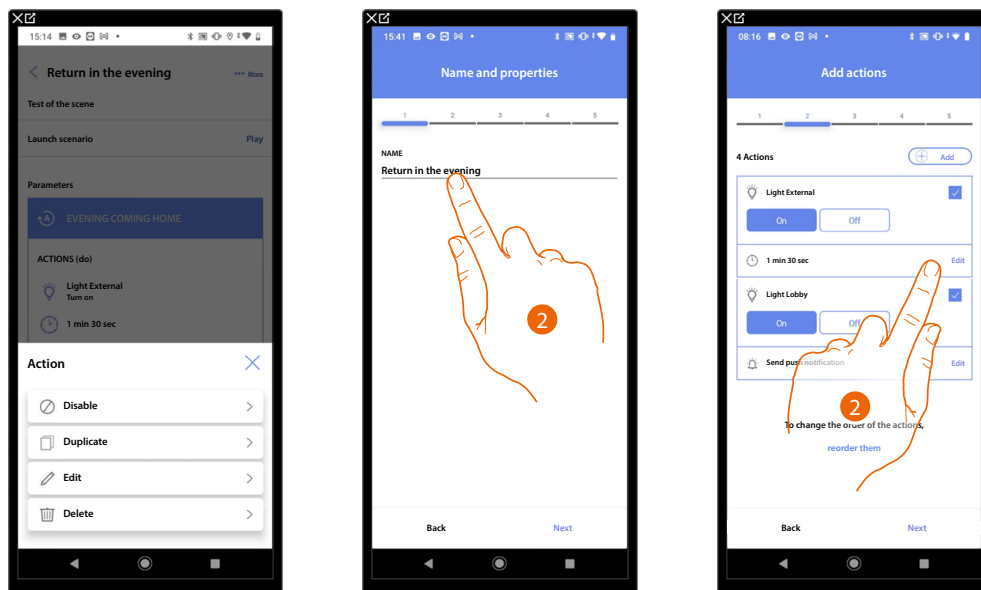 15:14
Return in the evening
More
Test of the scene
Launch scenario
Play
Parameters
EVENING COMING HOME
ACTIONS (do)
Light External
Turn on
1 min 30 sec
Action
Disable
Duplicate
Edit
Delete
15:41
Name and properties
1 2 3 4 5
NAME
Return in the evening
2
Back
Next
08:16
Add actions
1 2 3 4 5
4 Actions
Add
Light External
On
Off
1 min 30 sec
Edit
Light Lobby
On
Off
Send push notification
Edit
2
To change the order of the actions,
reorder them
Back
Next